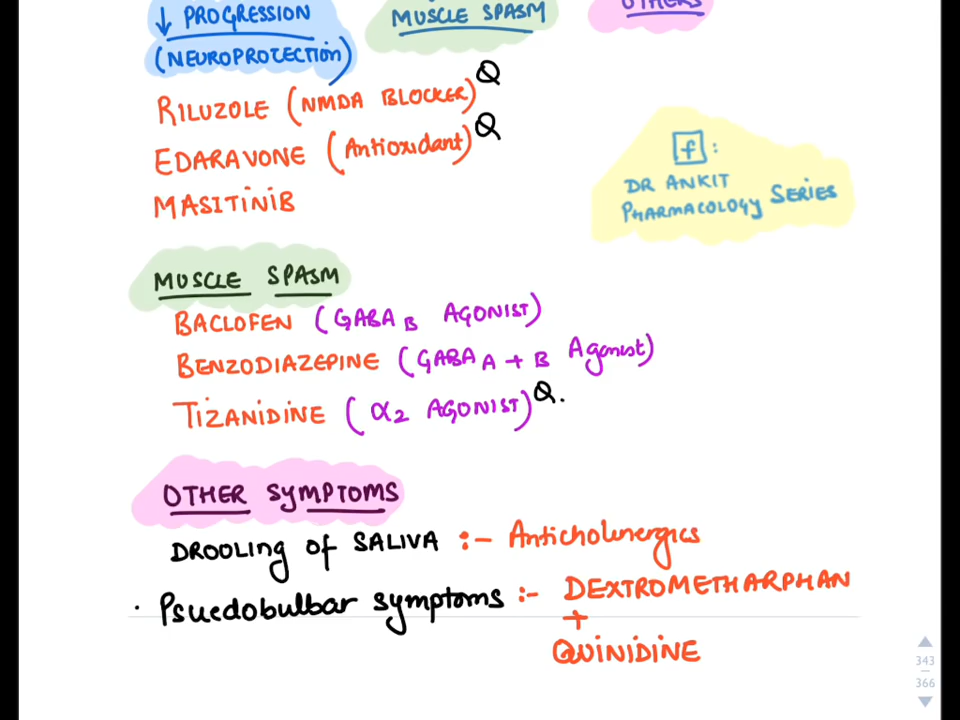 ↓ PROGRESSION
(NEUROPROTECTION)
MUSCLE SPASM
OTHERS
RILUZOLE (NMDA BLOCKER) Q
EDARAVONE (Antioxidant) Q
MASITINIB
f :
DR ANKIT
PHARMACOLOGY SERIES
MUSCLE SPASM
BACLOFEN (GABA B AGONIST)
BENZODIAZEPINE (GABA A + B Agonist)
TIZANIDINE (α2 AGONIST) Q.
OTHER SYMPTOMS
DROOLING OF SALIVA :- Anticholinergics
. Psuedobulbar symptoms :- DEXTROMETHARPHAN
+
QUINIDINE
343
366